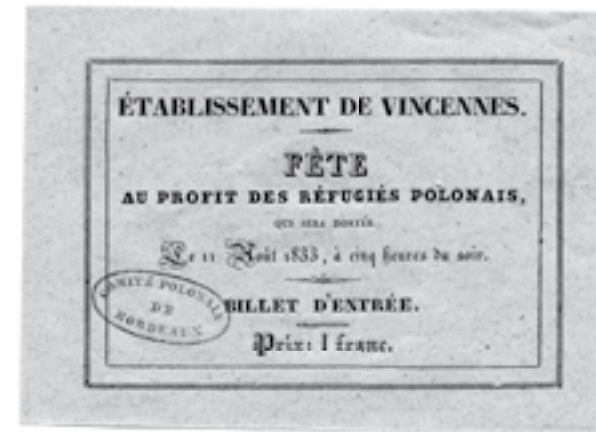 ÉTABLISSEMENT DE VINCENNES.
FÊTE
AU PROFIT DES RÉFUGIÉS POLONAIS,
QUI SERA DONNÉE
Le 11 Août 1833, à cinq heures du soir.
COMITÉ POLONAIS
DE
BORDEAUX
BILLET D'ENTRÉE.
Prix: 1 franc.